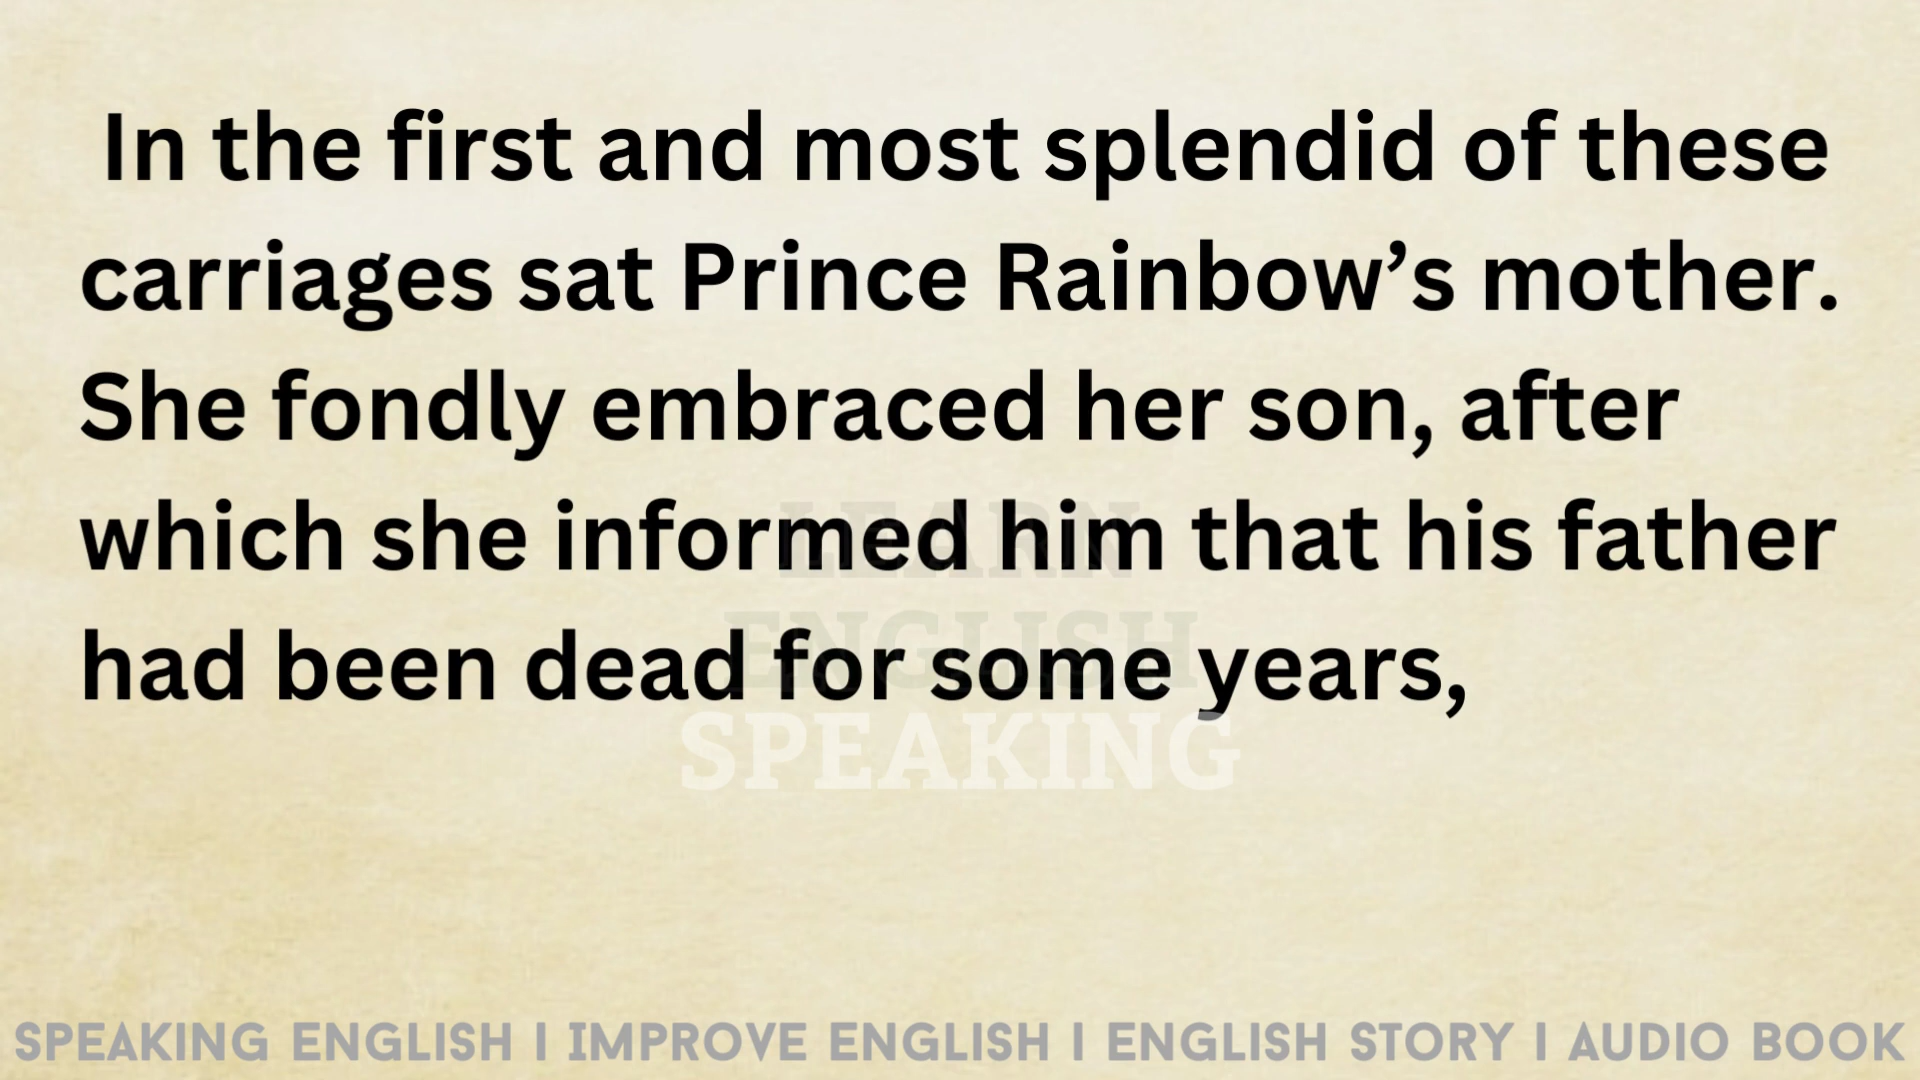 In the first and most splendid of these
carriages sat Prince Rainbow’s mother.
She fondly embraced her son, after
which she informed him that his father
had been dead for some years,
LEARN
ENGLISH
SPEAKING
SPEAKING ENGLISH I IMPROVE ENGLISH I ENGLISH STORY I AUDIO BOOK